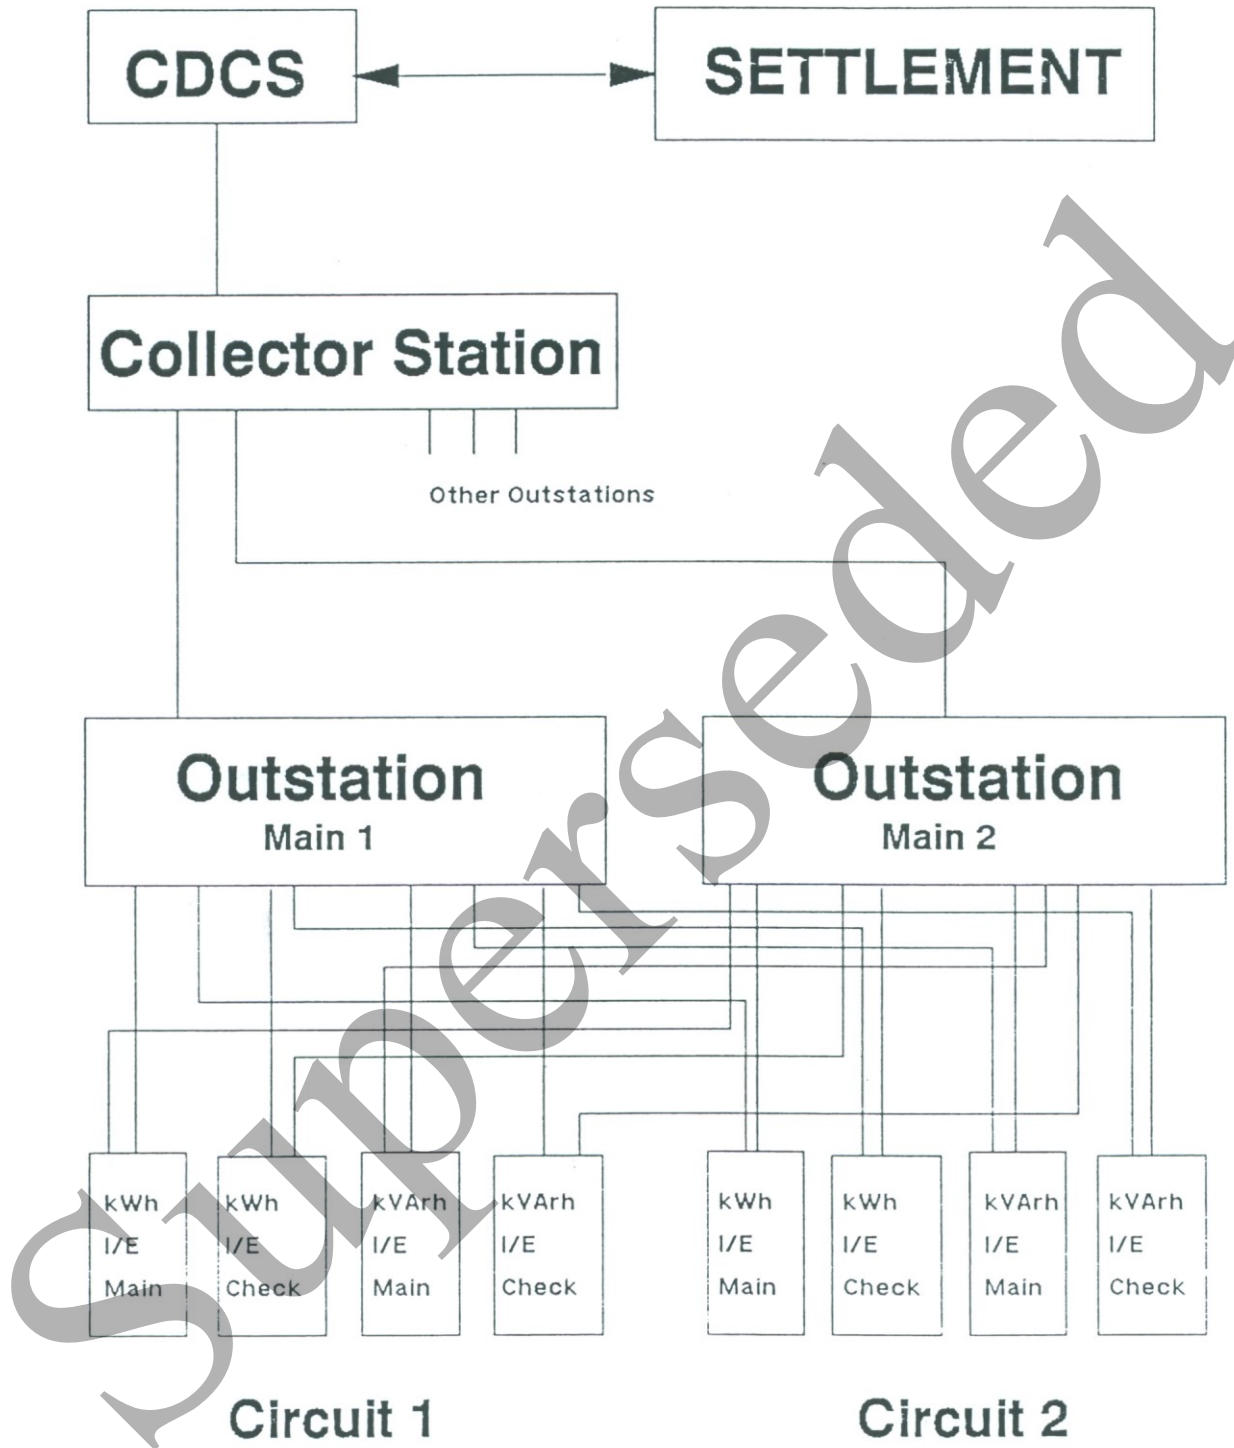 CDCS
SETTLEMENT
Collector Station
Other Outstations
Outstation
Main 1
Outstation
Main 2
kWh
I/E
Main
kWh
I/E
Check
kVArh
I/E
Main
kVArh
I/E
Check
kWh
I/E
Main
kWh
I/E
Check
kVArh
I/E
Main
kVArh
I/E
Check
Circuit 1
Circuit 2
Superseded